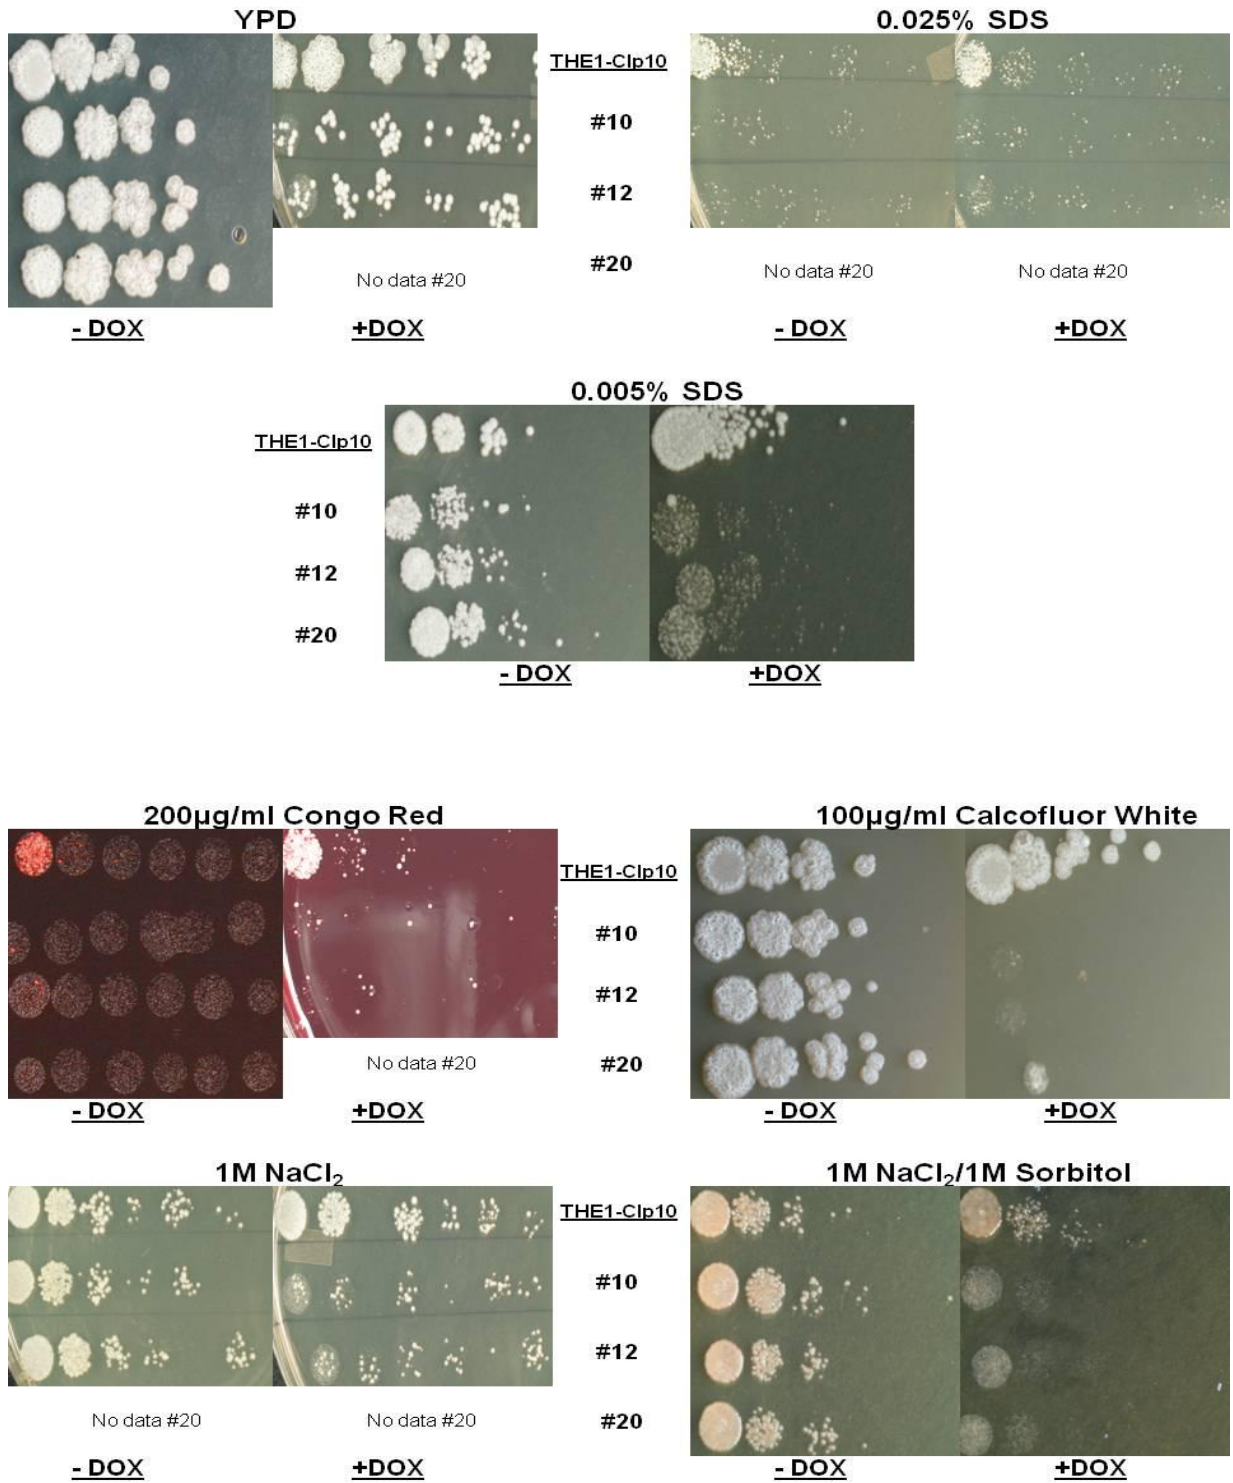 YPD
0.025% SDS
THE1-Clp10
#10
#12
#20
No data #20
No data #20
No data #20
- DOX
+DOX
- DOX
+DOX
0.005% SDS
THE1-Clp10
#10
#12
#20
- DOX
+DOX
200µg/ml Congo Red
100µg/ml Calcofluor White
THE1-Clp10
#10
#12
#20
No data #20
- DOX
+DOX
- DOX
+DOX
1M NaCl₂
1M NaCl₂/1M Sorbitol
THE1-Clp10
#10
#12
#20
No data #20
No data #20
- DOX
+DOX
- DOX
+DOX